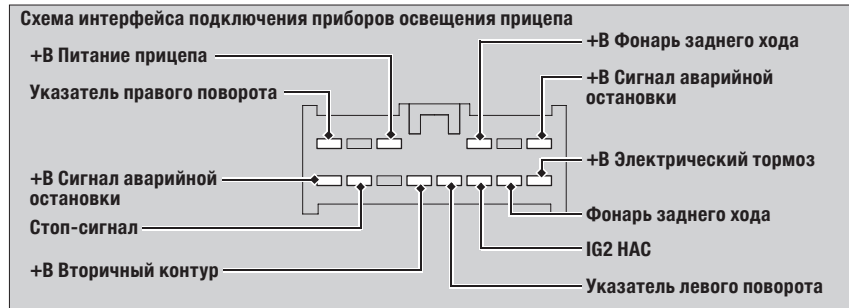 Схема интерфейса подключения приборов освещения прицепа
+B Питание прицепа
Указатель правого поворота
+B Сигнал аварийной
остановки
Стоп-сигнал
+B Вторичный контур
+B Фонарь заднего хода
+B Сигнал аварийной
остановки
+B Электрический тормоз
Фонарь заднего хода
IG2 HAC
Указатель левого поворота